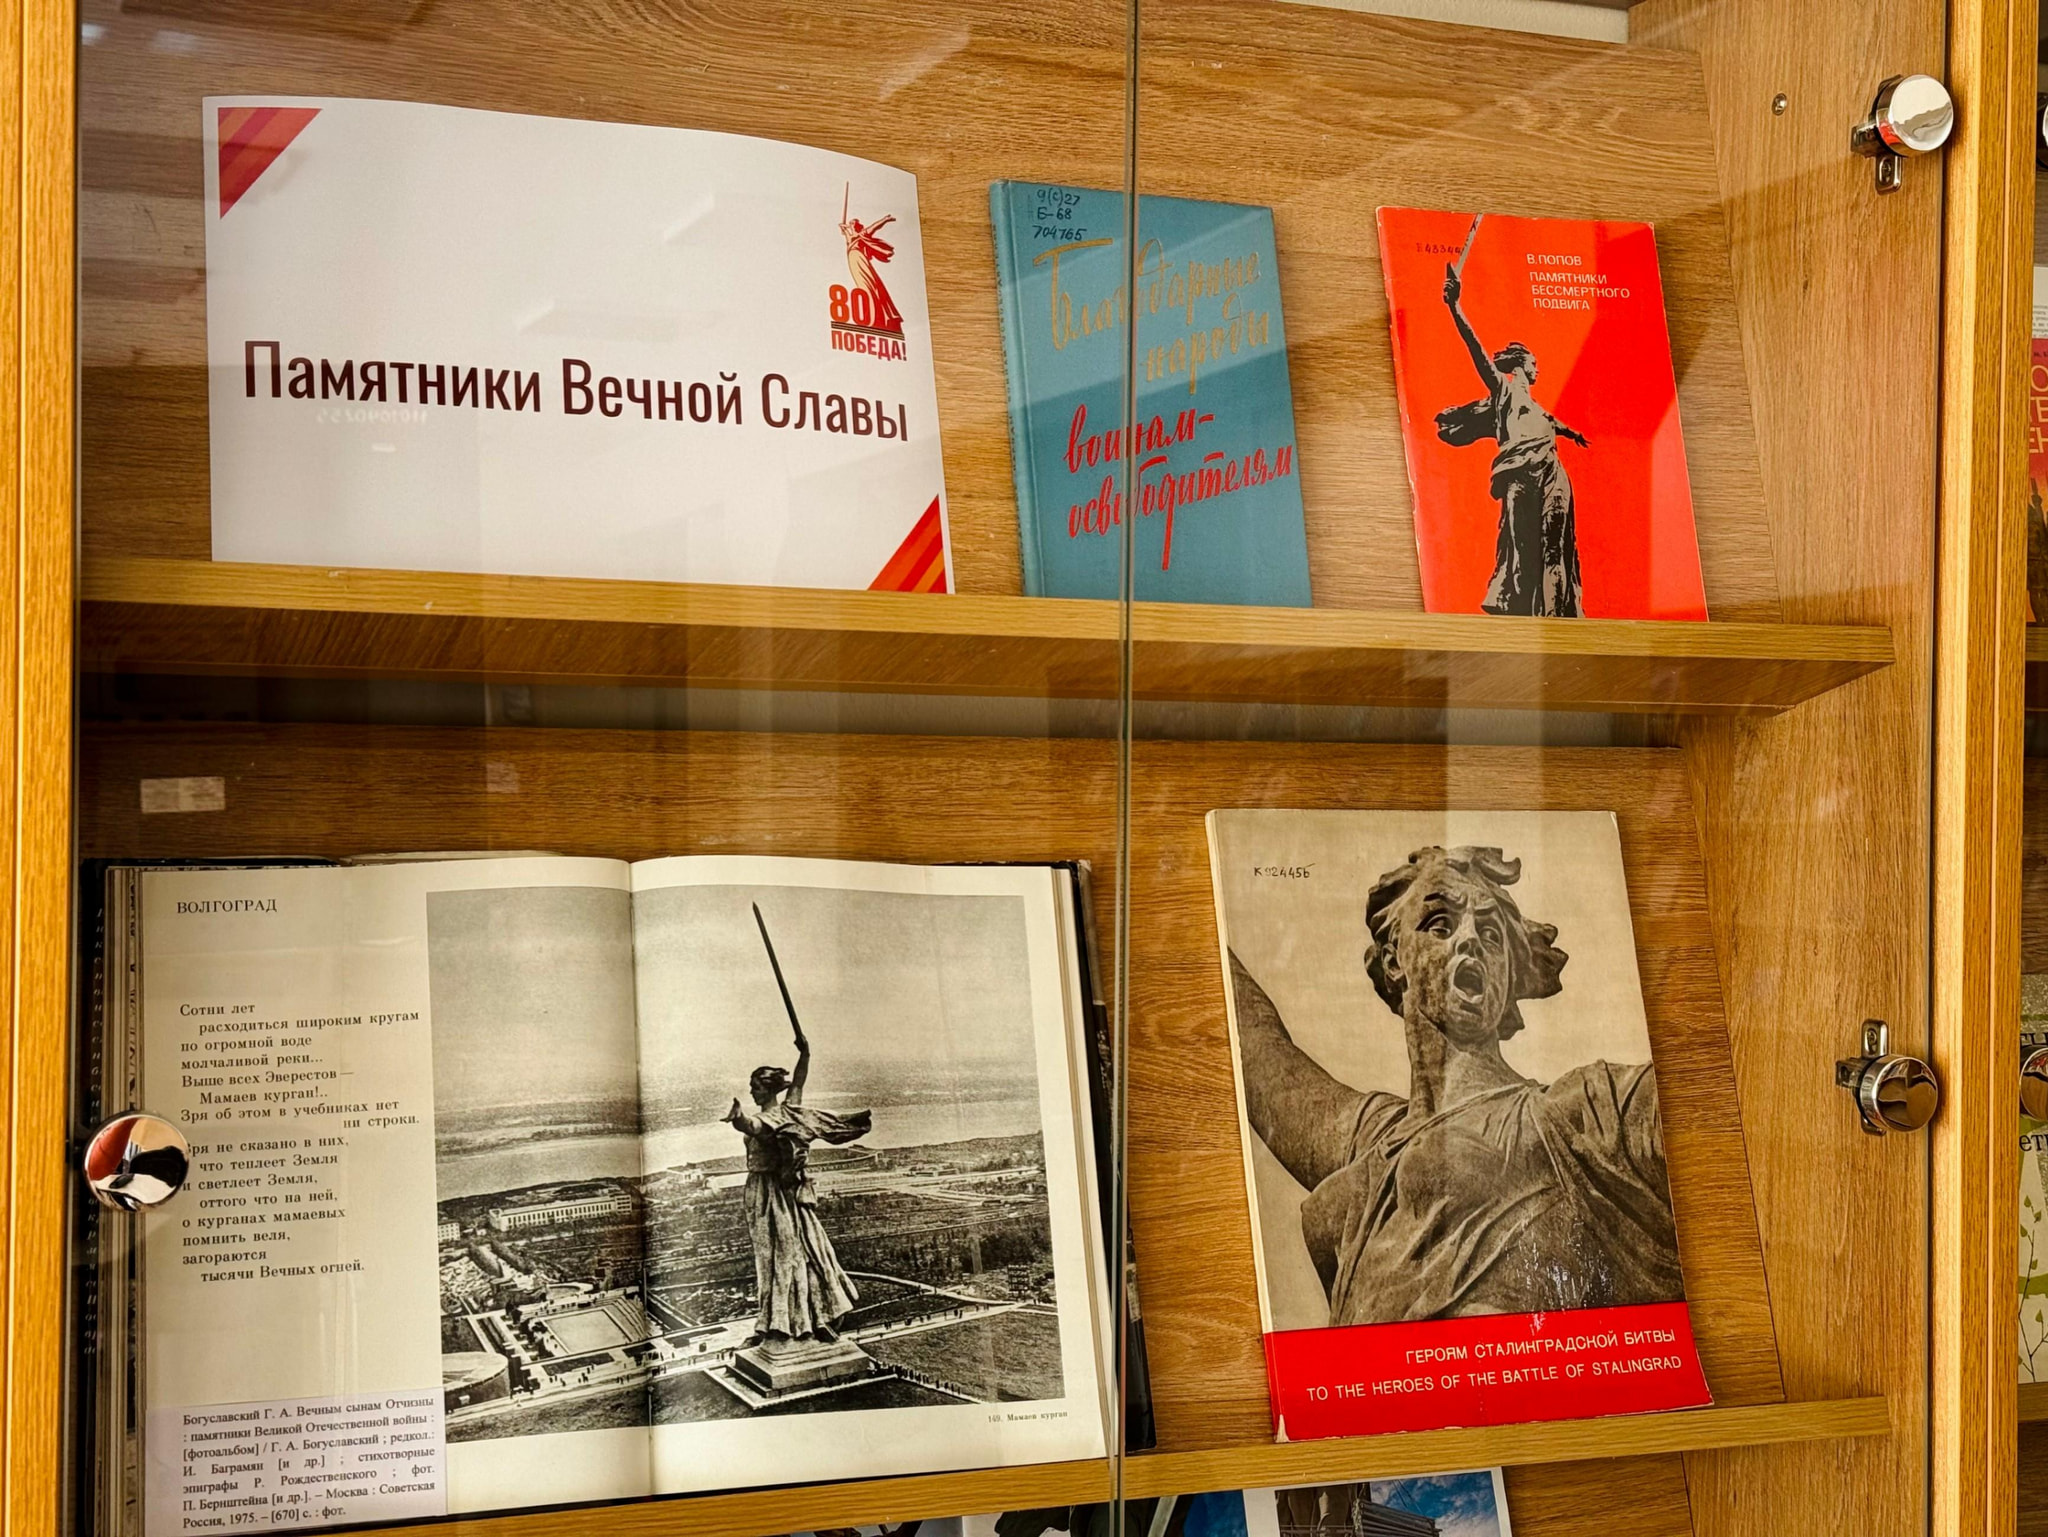 80
ПОБЕДА!
Памятники Вечной Славы
9(с)27
Б-68
704765
Благодарные
народы
воинам-
освободителям
В. ПОПОВ
ПАМЯТНИКИ
БЕССМЕРТНОГО
ПОДВИГА
ВОЛГОГРАД
Сотни лет
расходиться широким кругам
по огромной воде
молчаливой реки...
Выше всех Эверестов —
Мамаев курган!..
Зря об этом в учебниках нет
ни строки.
Зря не сказано в них,
что теплеет Земля
и светлеет Земля,
оттого что на ней,
о курганах мамаевых
помнить веля,
загораются
тысячи Вечных огней.
149. Мамаев курган
Богуславский Г. А. Вечным сынам Отчизны
: памятники Великой Отечественной войны :
[фотоальбом] / Г. А. Богуславский ; редкол.:
И. Баграмян [и др.] ; стихотворные
эпиграфы Р. Рождественского ; фот.
П. Бернштейна [и др.]. – Москва : Советская
Россия, 1975. – [670] с. : фот.
К 924456
ГЕРОЯМ СТАЛИНГРАДСКОЙ БИТВЫ
TO THE HEROES OF THE BATTLE OF STALINGRAD